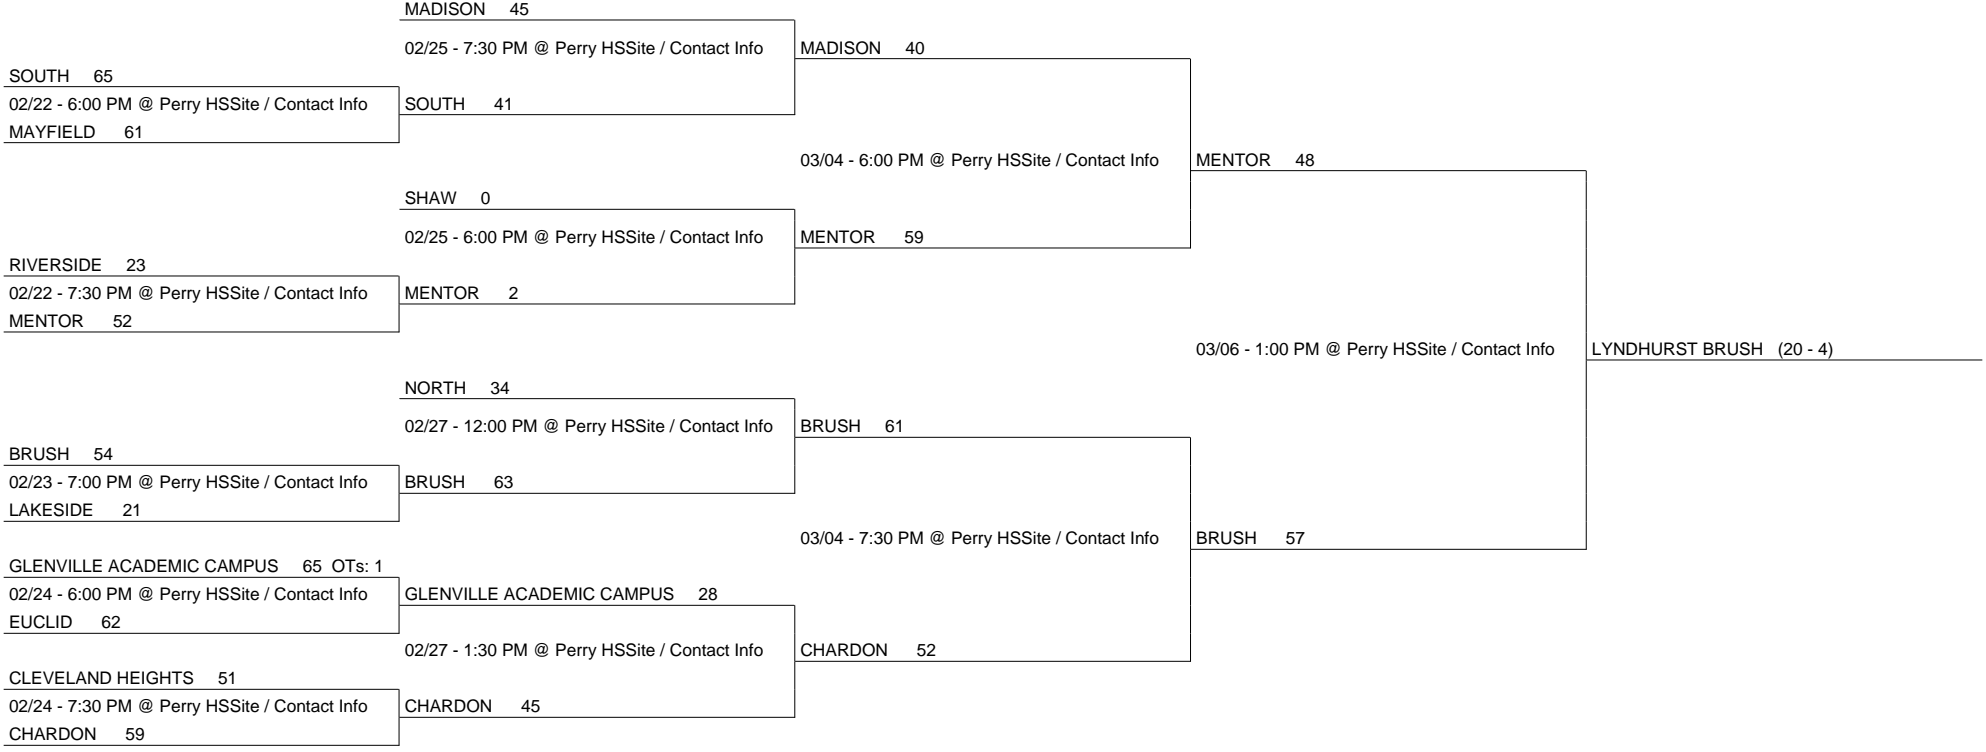 MADISON 45
02/25 - 7:30 PM @ Perry HSSite / Contact Info
MADISON 40
SOUTH 65
02/22 - 6:00 PM @ Perry HSSite / Contact Info
SOUTH 41
MAYFIELD 61
03/04 - 6:00 PM @ Perry HSSite / Contact Info
MENTOR 48
SHAW 0
02/25 - 6:00 PM @ Perry HSSite / Contact Info
MENTOR 59
RIVERSIDE 23
02/22 - 7:30 PM @ Perry HSSite / Contact Info
MENTOR 2
MENTOR 52
03/06 - 1:00 PM @ Perry HSSite / Contact Info
LYNDHURST BRUSH (20 - 4)
NORTH 34
02/27 - 12:00 PM @ Perry HSSite / Contact Info
BRUSH 61
BRUSH 54
02/23 - 7:00 PM @ Perry HSSite / Contact Info
BRUSH 63
LAKESIDE 21
03/04 - 7:30 PM @ Perry HSSite / Contact Info
BRUSH 57
GLENVILLE ACADEMIC CAMPUS 65 OTs: 1
02/24 - 6:00 PM @ Perry HSSite / Contact Info
GLENVILLE ACADEMIC CAMPUS 28
EUCLID 62
02/27 - 1:30 PM @ Perry HSSite / Contact Info
CHARDON 52
CLEVELAND HEIGHTS 51
02/24 - 7:30 PM @ Perry HSSite / Contact Info
CHARDON 45
CHARDON 59